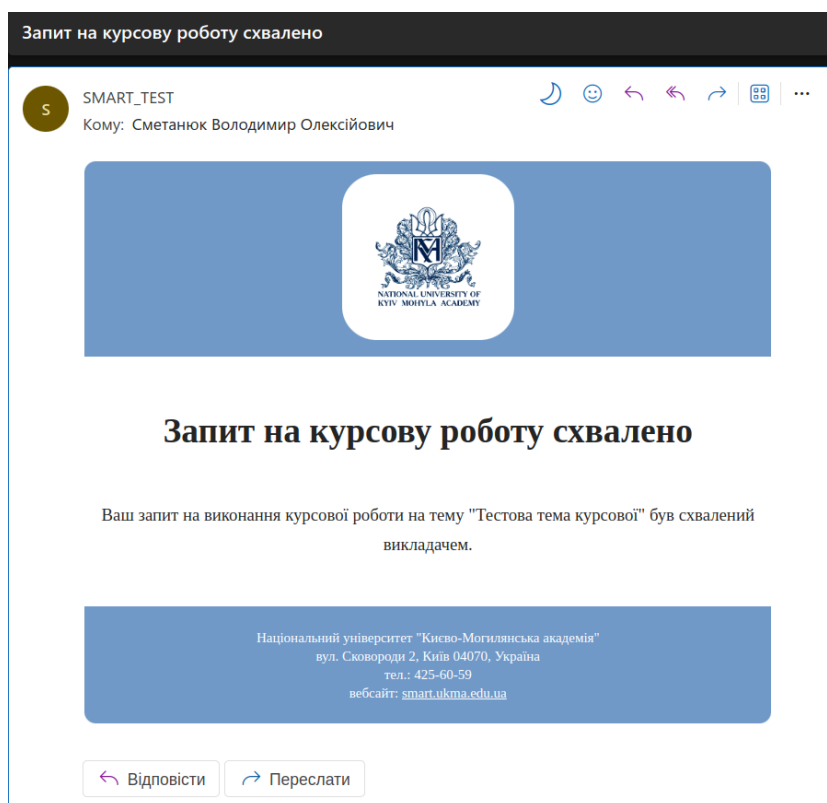 Запит на курсову роботу схвалено
S
SMART_TEST
Кому: Сметанюк Володимир Олексійович
NATIONAL UNIVERSITY OF
KYIV MOHYLA ACADEMY
Запит на курсову роботу схвалено
Ваш запит на виконання курсової роботи на тему "Тестова тема курсової" був схвалений
викладачем.
Національний університет "Києво-Могилянська академія"
вул. Сковороди 2, Київ 04070, Україна
тел.: 425-60-59
вебсайт: smart.ukma.edu.ua
Відповісти
Переслати